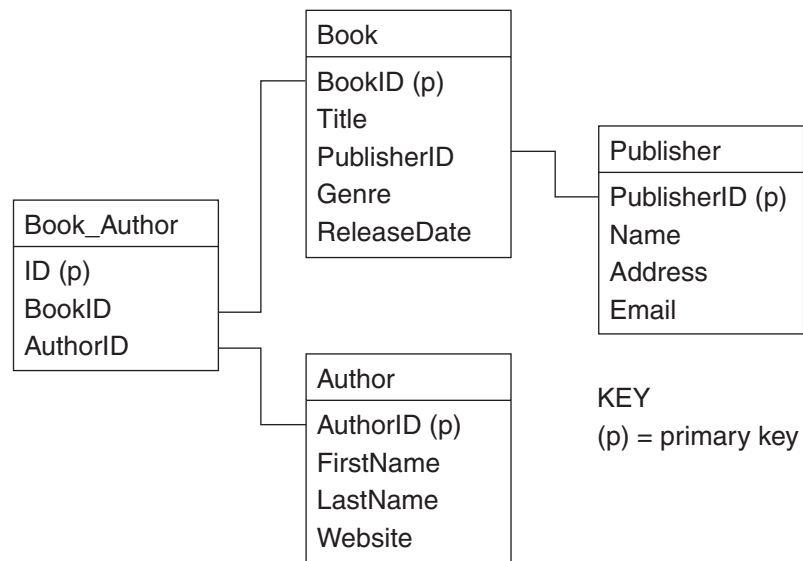 Book
BookID (p)
Title
PublisherID
Genre
ReleaseDate
Publisher
PublisherID (p)
Name
Address
Email
Book_Author
ID (p)
BookID
AuthorID
Author
AuthorID (p)
FirstName
LastName
Website
KEY
(p) = primary key